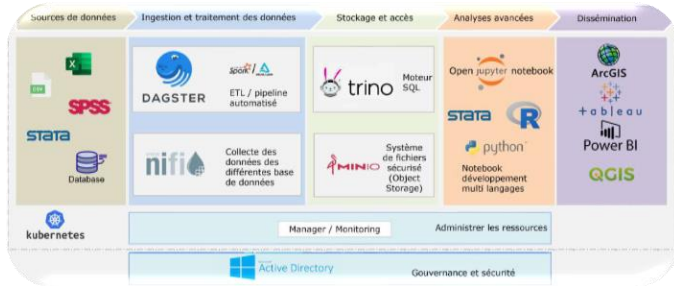 Sources de données
Ingestion et traitement des données
Stockage et accès
Analyses avancées
Dissémination
SPSS
STATA
Database
DAGSTER
Spark
ETL / pipeline
automatisé
nifi
Collecte des
données des
différentes base
de données
trino
Moteur
SQL
MINIO
Système
de fichiers
sécurisé
(Object
Storage)
Open jupyter notebook
STATA
R
python
Notebook
développement
multi langages
ArcGIS
+ a b | e a u
Power BI
QGIS
kubernetes
Manager / Monitoring
Administrer les ressources
Active Directory
Gouvernance et sécurité